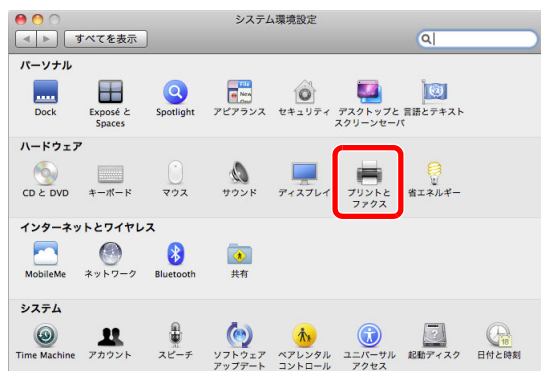 システム環境設定
すべてを表示
パーソナル
Dock
Exposé と
Spaces
Spotlight
アピアランス
セキュリティ
デスクトップと
スクリーンセーバ
言語とテキスト
ハードウェア
CD と DVD
キーボード
マウス
サウンド
ディスプレイ
プリントと
ファクス
省エネルギー
インターネットとワイヤレス
MobileMe
ネットワーク
Bluetooth
共有
システム
Time Machine
アカウント
スピーチ
ソフトウェア
アップデート
ペアレンタル
コントロール
ユニバーサル
アクセス
起動ディスク
日付と時刻